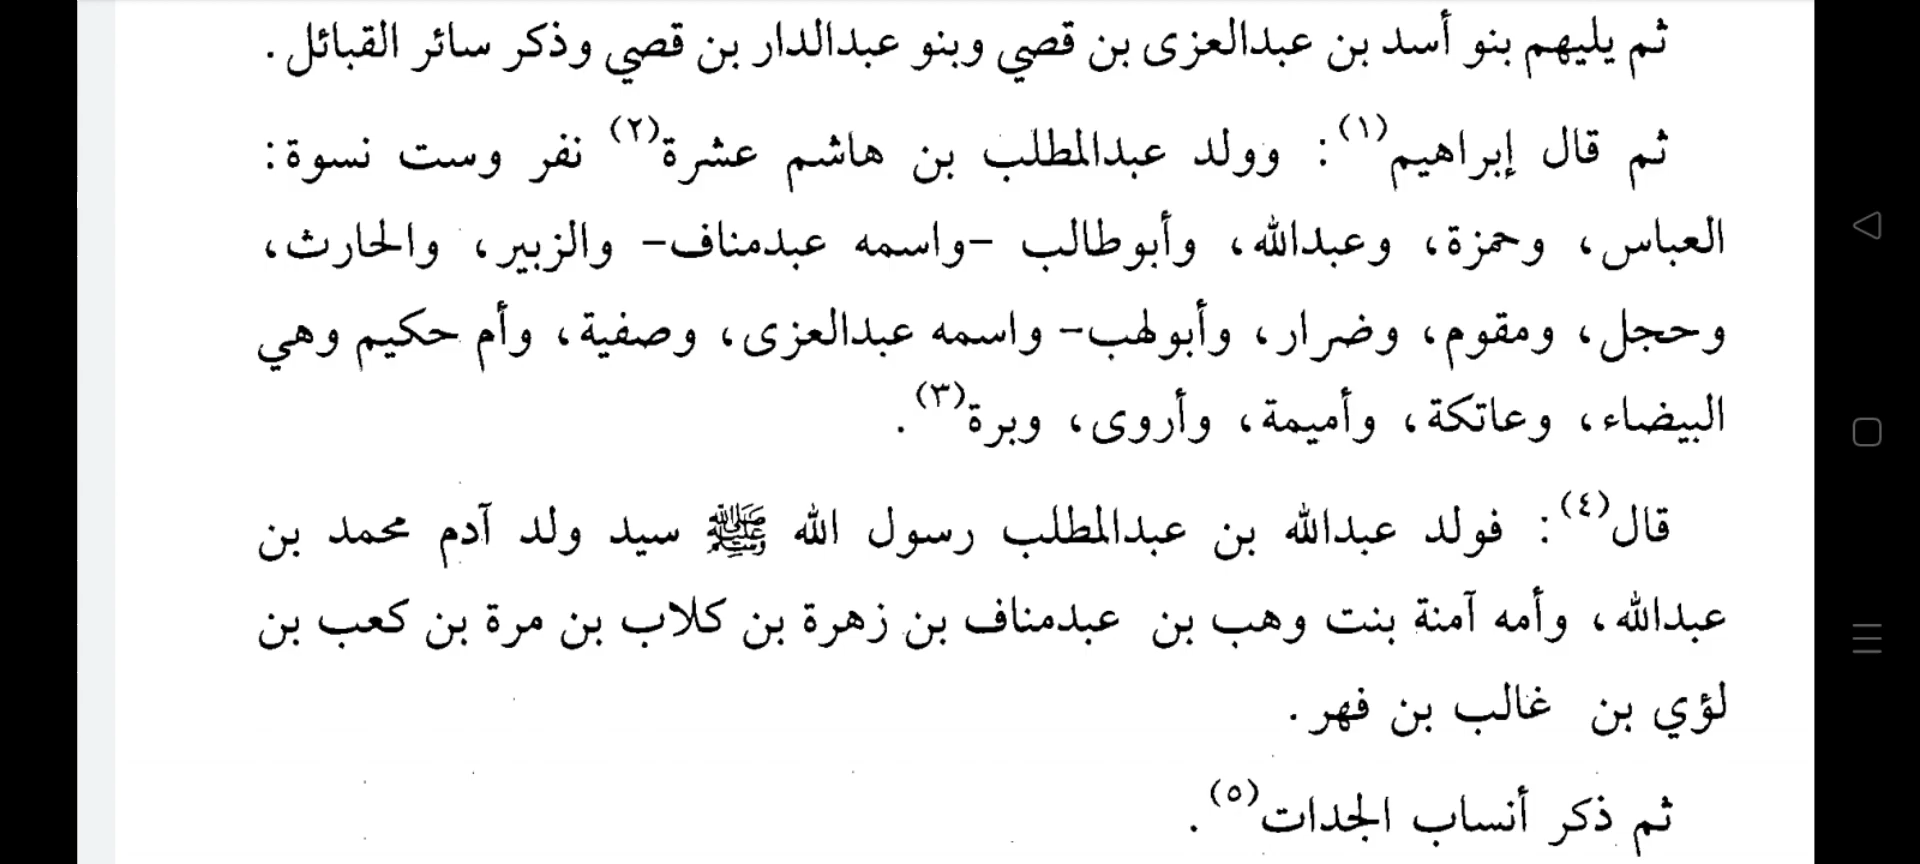 ثم يليهم بنو أسد بن عبدالعزى بن قصي وبنو عبدالدار بن قصي وذكر سائر القبائل.
ثم قال إبراهيم(١): وولد عبدالمطلب بن هاشم عشرة(٢) نفر وست نسوة:
العباس، وحمزة، وعبدالله، وأبوطالب -واسمه عبدمناف- والزبير، والحارث،
وحجل، ومقوم، وضرار، وأبولهب- واسمه عبدالعزى، وصفية، وأم حكيم وهي
البيضاء، وعاتكة، وأميمة، وأروى، وبرة(٣).
قال(٤): فولد عبدالله بن عبدالمطلب رسول الله ﷺ سيد ولد آدم محمد بن
عبدالله، وأمه آمنة بنت وهب بن عبدمناف بن زهرة بن كلاب بن مرة بن كعب بن
لؤي بن غالب بن فهر.
ثم ذكر أنساب الجدات(٥).